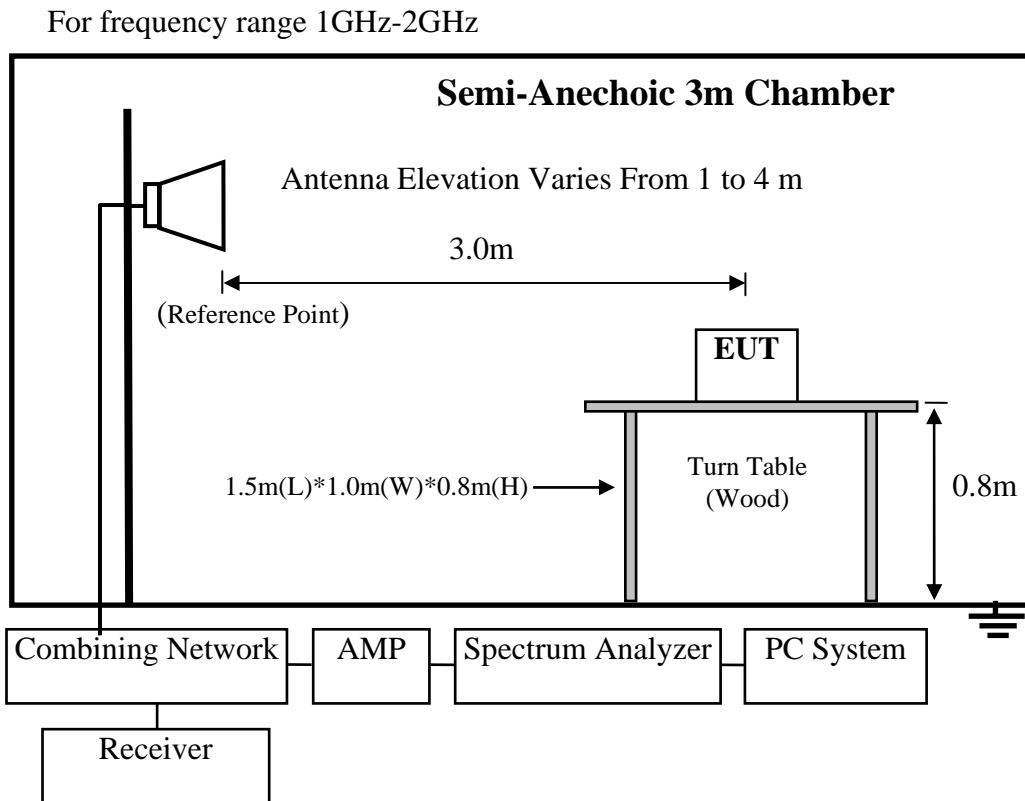 For frequency range 1GHz-2GHz
Semi-Anechoic 3m Chamber
Antenna Elevation Varies From 1 to 4 m
3.0m
(Reference Point)
EUT
1.5m(L)*1.0m(W)*0.8m(H)
Turn Table
(Wood)
0.8m
Combining Network
AMP
Spectrum Analyzer
PC System
Receiver